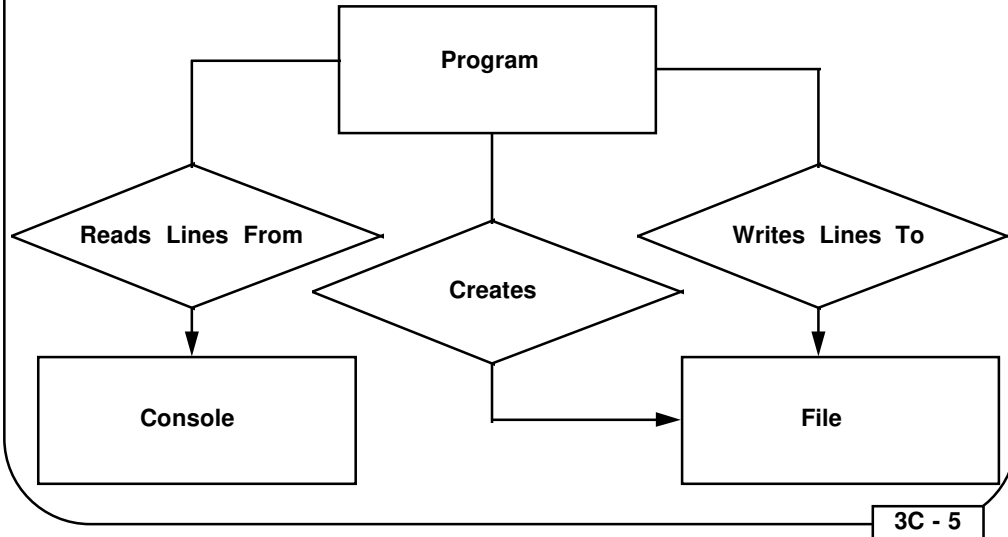 Program
Reads Lines From
Writes Lines To
Creates
Console
File
3C - 5